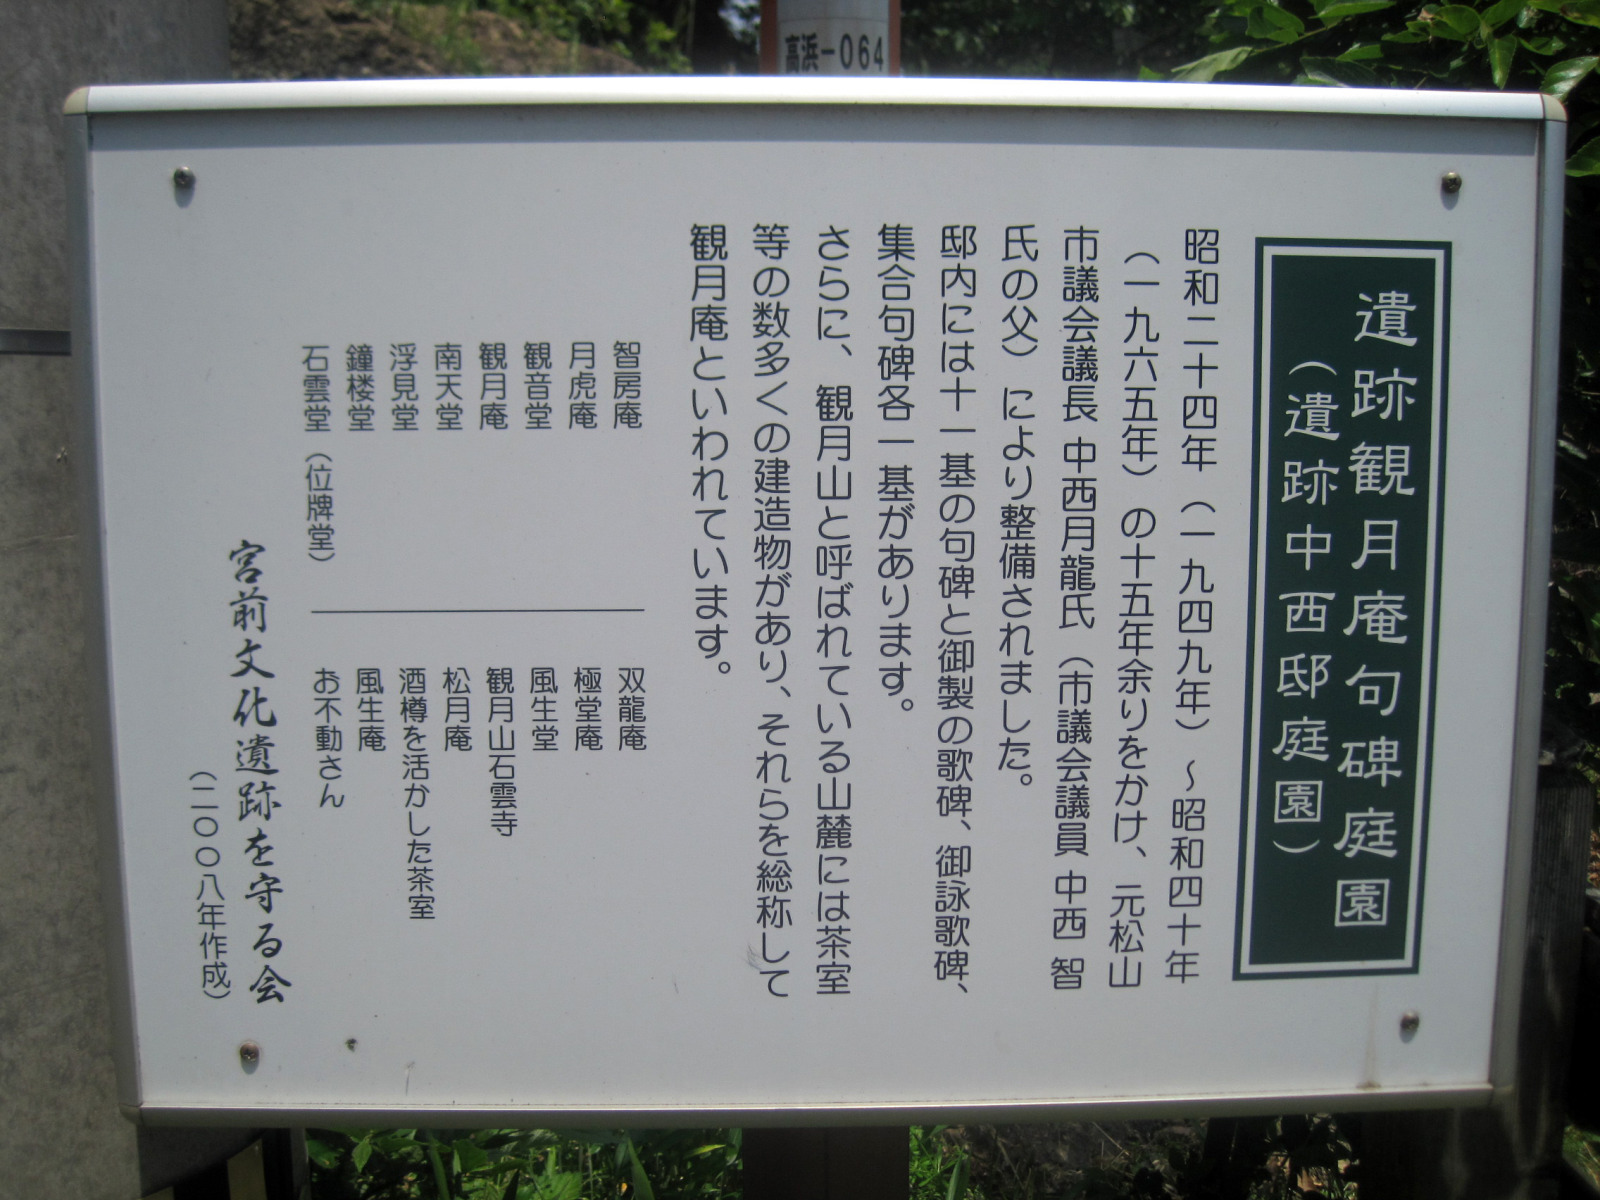 高浜-064
遺跡観月庵句碑庭園
（遺跡中西邸庭園）
昭和二十四年（一九四九年）～昭和四十年
（一九六五年）の十五年余りをかけ、元松山
市議会議長 中西月龍氏（市議会議員 中西 智
氏の父）により整備されました。
邸内には十一基の句碑と御製の歌碑、御詠歌碑、
集合句碑各一基があります。
さらに、観月山と呼ばれている山麓には茶室
等の数多くの建造物があり、それらを総称して
観月庵といわれています。
智房庵
月虎庵
観音堂
観月庵
南天堂
浮見堂
鐘楼堂
石雲堂（位牌堂）
双龍庵
極堂庵
風生堂
観月山石雲寺
松月庵
酒樽を活かした茶室
風生庵
お不動さん
宮前文化遺跡を守る会
（二〇〇八年作成）